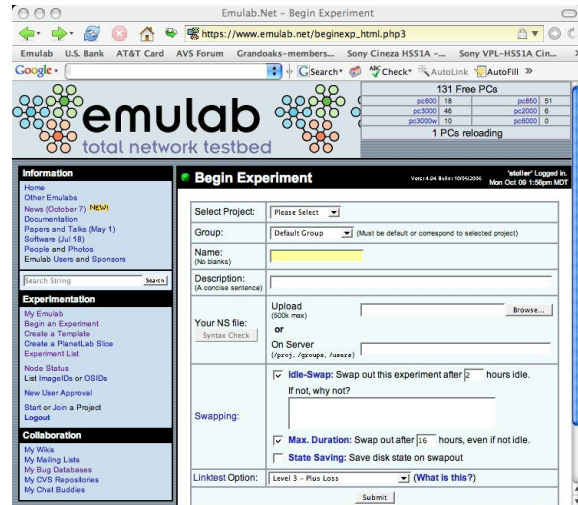 Emulab.Net - Begin Experiment
https://www.emulab.net/beginexp_html.php3
Emulab U.S. Bank AT&T Card AVS Forum Grandoaks-members... Sony Cineza HS51A -... Sony VPL-HS51A Cin...
Google Search Check AutoLink AutoFill »
131 Free PCs
pc600 18 pc850 51
pc3000 46 pc2000 6
pc3000w 10 pc6000 0
1 PCs reloading
emulab
total network testbed
Information
Home
Other Emulabs
News (October 7) NEW!
Documentation
Papers and Talks (May 1)
Software (Jul 18)
People and Photos
Emulab Users and Sponsors
Search String Search
Experimentation
My Emulab
Begin an Experiment
Create a Template
Create a PlanetLab Slice
Experiment List
Node Status
List ImageIDs or OSIDs
New User Approval
Start or Join a Project
Logout
Collaboration
My Wikis
My Mailing Lists
My Bug Databases
My CVS Repositories
My Chat Buddies
Begin Experiment
Vers: 4.04 Built: 10/06/2006
'stoller' Logged in.
Mon Oct 09 1:56pm MDT
Select Project: Please Select
Group: Default Group (Must be default or correspond to selected project)
Name:
(No blanks)
Description:
(A concise sentence)
Your NS file:
Syntax Check
Upload
(500k max)
Browse...
or
On Server
(/proj, /groups, /users)
Swapping:
Idle-Swap: Swap out this experiment after 2 hours idle.
If not, why not?
Max. Duration: Swap out after 16 hours, even if not idle.
State Saving: Save disk state on swapout
Linktest Option: Level 3 - Plus Loss (What is this?)
Submit